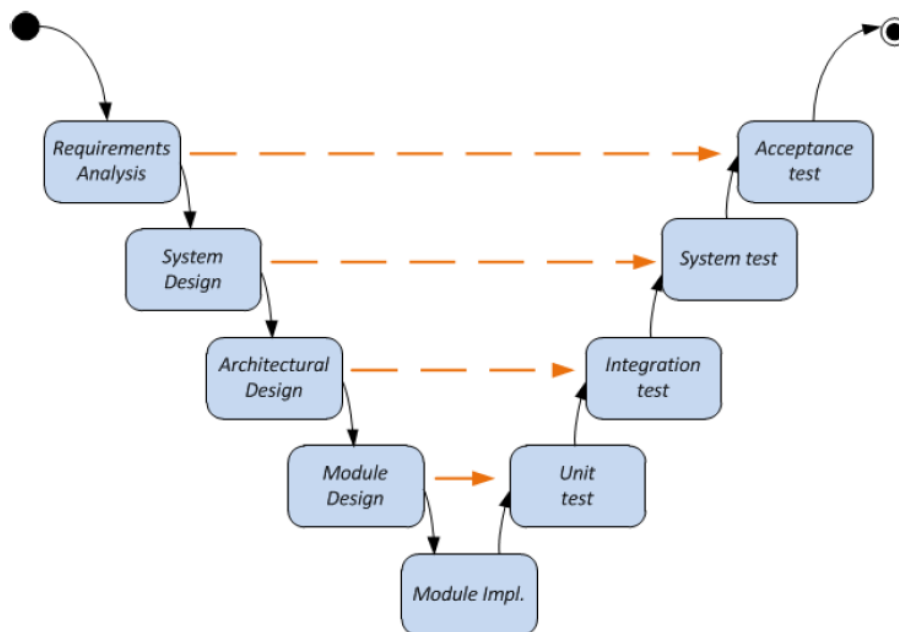 Requirements
Analysis
Acceptance
test
System
Design
System test
Architectural
Design
Integration
test
Module
Design
Unit
test
Module Impl.